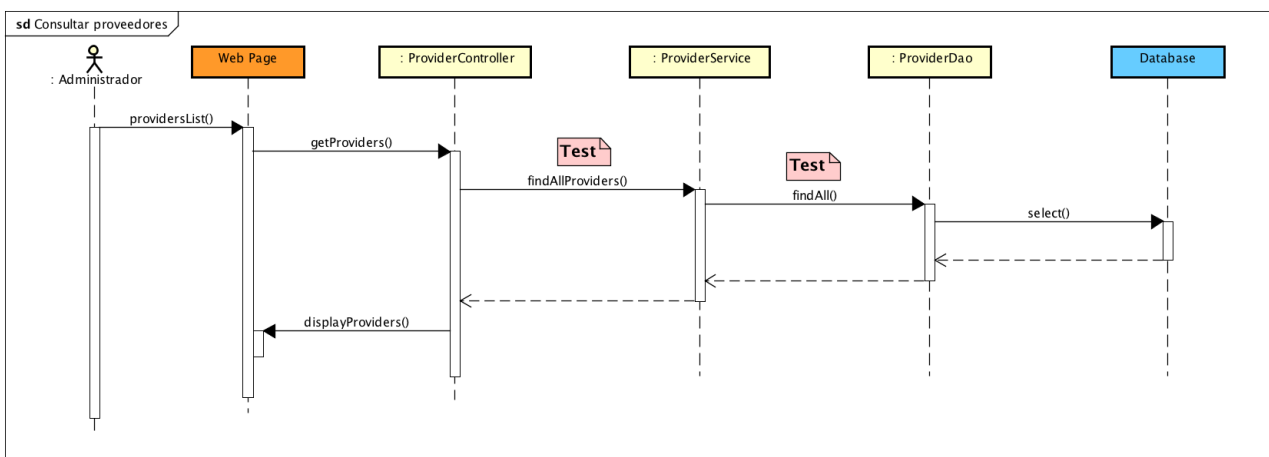 sd Consultar proveedores
: Administrador
Web Page
: ProviderController
: ProviderService
: ProviderDao
Database
providersList()
getProviders()
Test
findAllProviders()
Test
findAll()
select()
displayProviders()